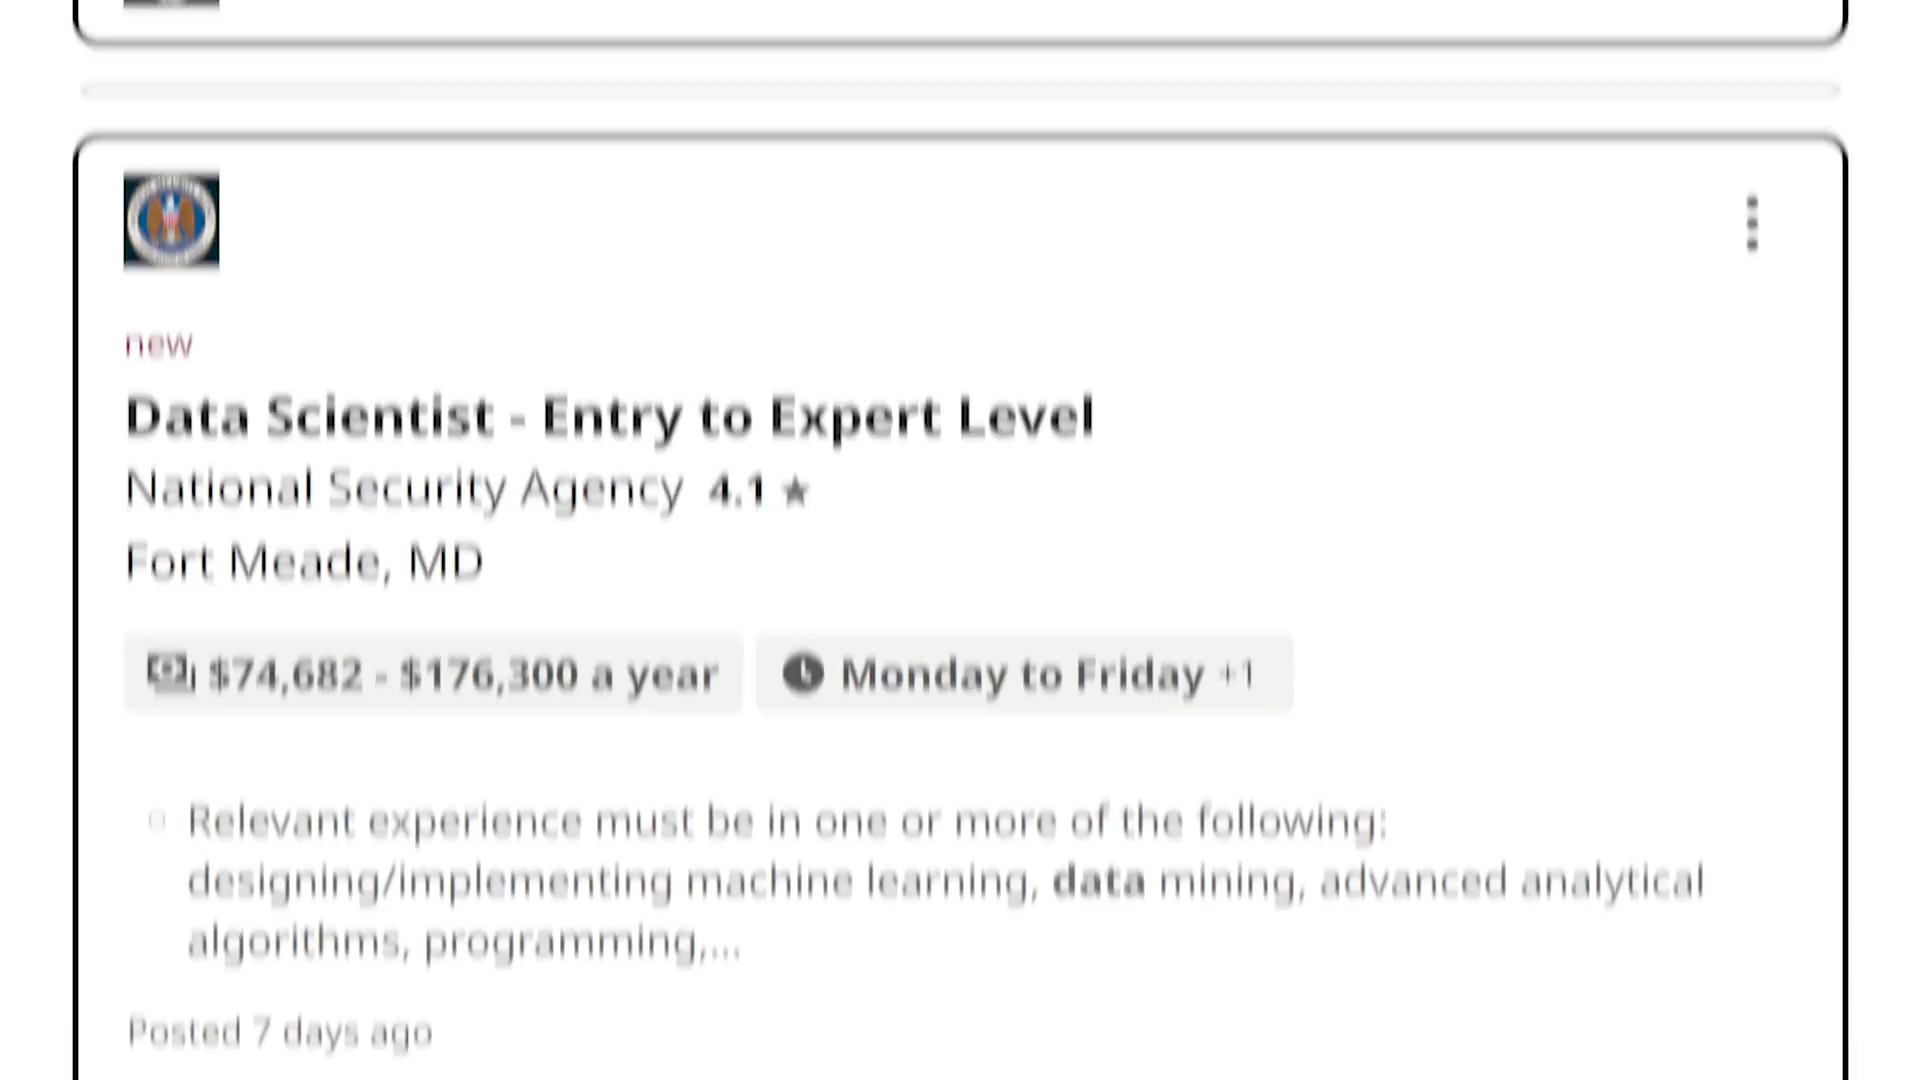 new
Data Scientist - Entry to Expert Level
National Security Agency 4.1 ★
Fort Meade, MD
$74,682 - $176,300 a year Monday to Friday +1
Relevant experience must be in one or more of the following:
designing/implementing machine learning, data mining, advanced analytical
algorithms, programming,...
Posted 7 days ago